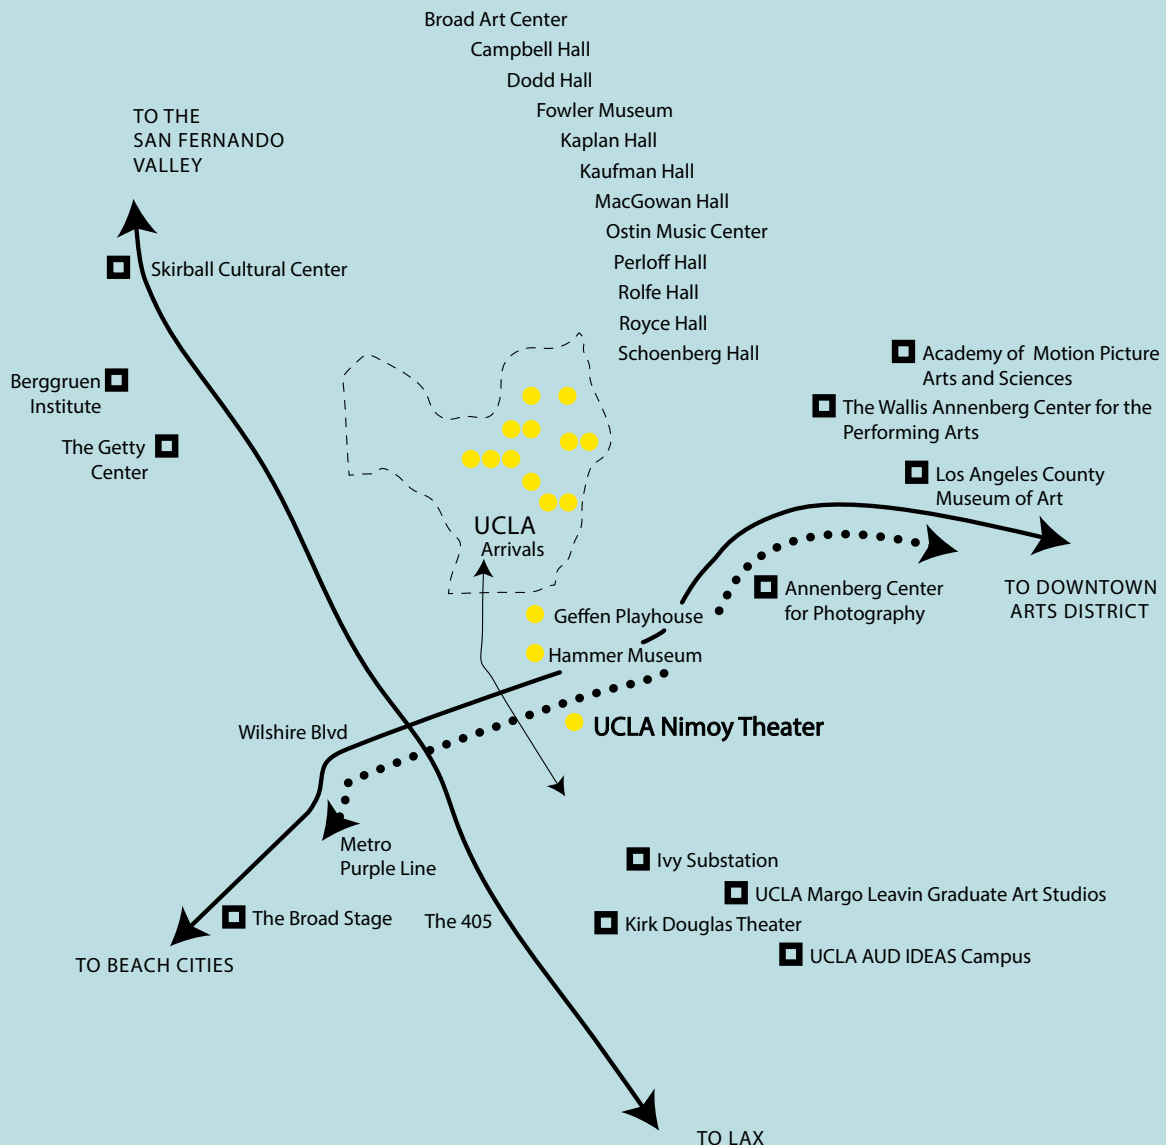 Broad Art Center
Campbell Hall
Dodd Hall
Fowler Museum
Kaplan Hall
Kaufman Hall
MacGowan Hall
Ostin Music Center
Perloff Hall
Rolfe Hall
Royce Hall
Schoenberg Hall
TO THE
SAN FERNANDO
VALLEY
Skirball Cultural Center
Berggruen
Institute
The Getty
Center
Academy of Motion Picture
Arts and Sciences
The Wallis Annenberg Center for the
Performing Arts
Los Angeles County
Museum of Art
UCLA
Arrivals
Annenberg Center
for Photography
TO DOWNTOWN
ARTS DISTRICT
Geffen Playhouse
Hammer Museum
UCLA Nimoy Theater
Wilshire Blvd
Metro
Purple Line
Ivy Substation
UCLA Margo Leavin Graduate Art Studios
The Broad Stage
The 405
Kirk Douglas Theater
UCLA AUD IDEAS Campus
TO BEACH CITIES
TO LAX